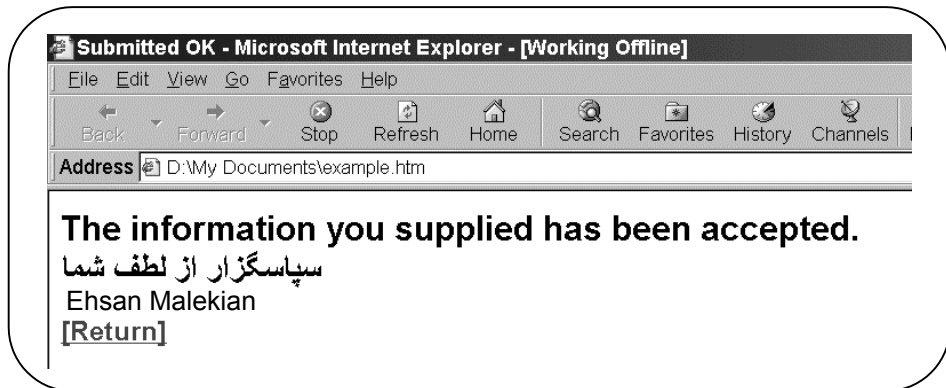 Submitted OK - Microsoft Internet Explorer - [Working Offline]
File Edit View Go Favorites Help
Back Forward Stop Refresh Home Search Favorites History Channels
Address D:\My Documents\example.htm
The information you supplied has been accepted.
سپاسگزار از لطف شما
Ehsan Malekian
[Return]